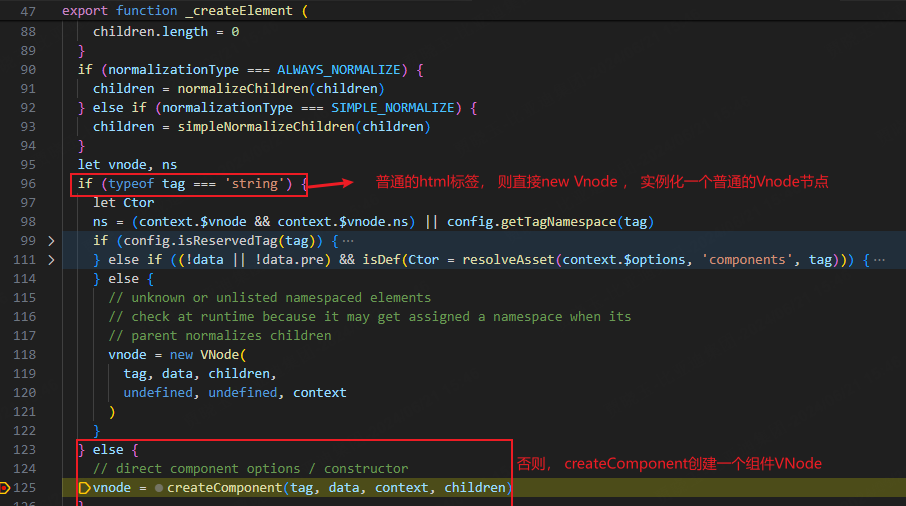 47 export function _createElement (
88 children.length = 0
89 }
90 if (normalizationType === ALWAYS_NORMALIZE) {
91 children = normalizeChildren(children)
92 } else if (normalizationType === SIMPLE_NORMALIZE) {
93 children = simpleNormalizeChildren(children)
94 }
95 let vnode, ns
96 if (typeof tag === 'string') { 普通的html标签， 则直接new Vnode ， 实例化一个普通的Vnode节点
97 let Ctor
98 ns = (context.$vnode && context.$vnode.ns) || config.getTagNamespace(tag)
99 if (config.isReservedTag(tag)) { ···
111 } else if ((!data || !data.pre) && isDef(Ctor = resolveAsset(context.$options, 'components', tag))) { ···
114 } else {
115 // unknown or unlisted namespaced elements
116 // check at runtime because it may get assigned a namespace when its
117 // parent normalizes children
118 vnode = new VNode(
119 tag, data, children,
120 undefined, undefined, context
121 )
122 }
123 } else {
124 // direct component options / constructor
否则， createComponent创建一个组件VNode
125 vnode = createComponent(tag, data, context, children)